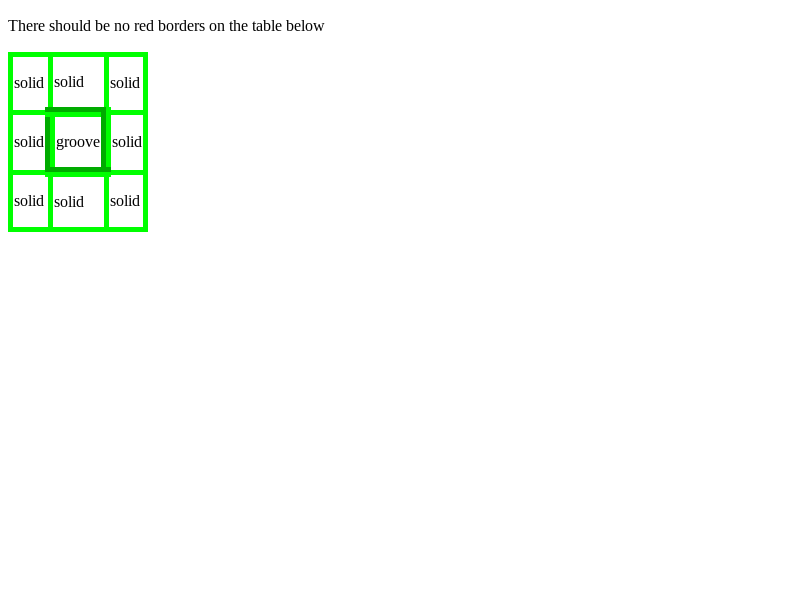 There should be no red borders on the table below
solid solid solid
solid groove solid
solid solid solid